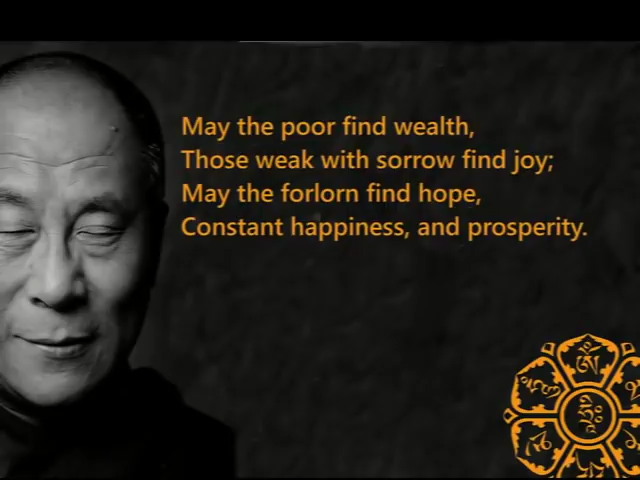 May the poor find wealth,
Those weak with sorrow find joy;
May the forlorn find hope,
Constant happiness, and prosperity.